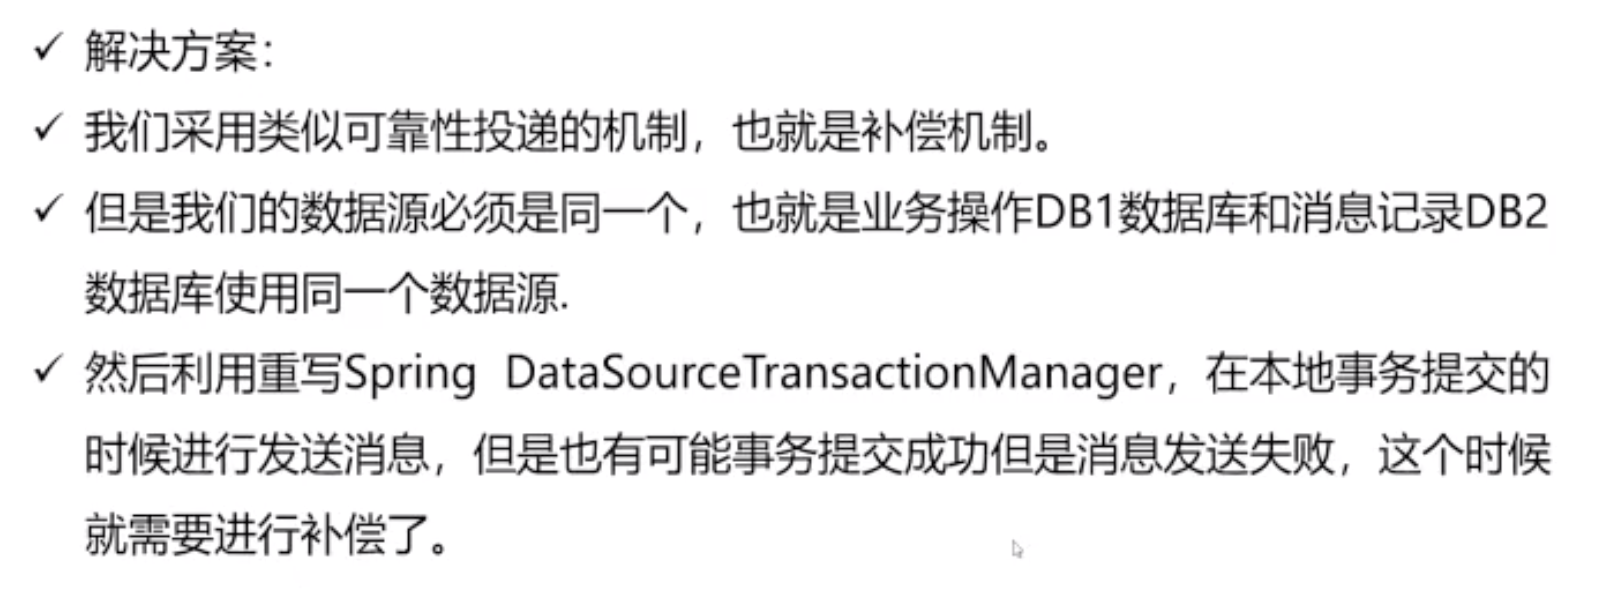 ✓ 解决方案：
✓ 我们采用类似可靠性投递的机制，也就是补偿机制。
✓ 但是我们的数据源必须是同一个，也就是业务操作DB1数据库和消息记录DB2
数据库使用同一个数据源.
✓ 然后利用重写Spring DataSourceTransactionManager，在本地事务提交的
时候进行发送消息，但是也有可能事务提交成功但是消息发送失败，这个时候
就需要进行补偿了。